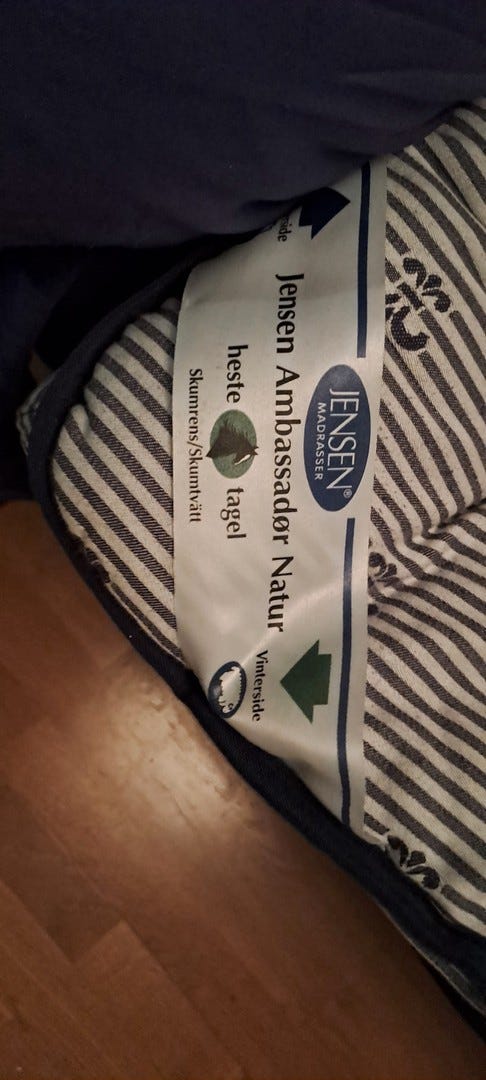 JENSEN®
MADRASSER
Jensen Ambassadør Natur
heste tagel
Skumrens/Skumtvätt
Vinterside